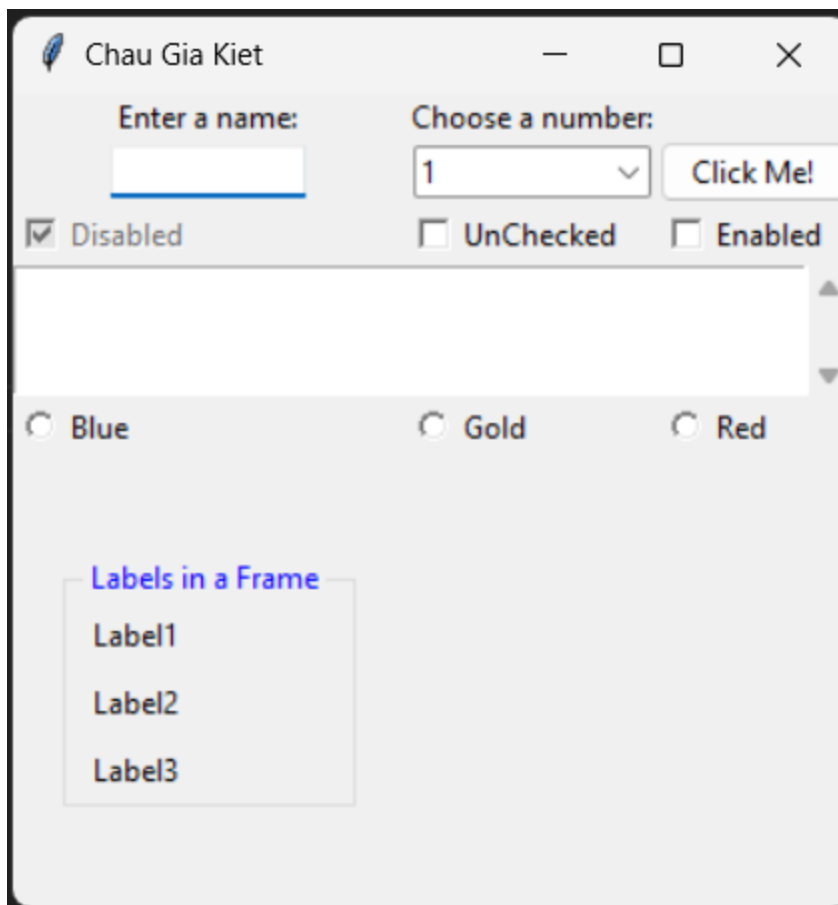 Chau Gia Kiet
Enter a name: Choose a number:
1 Click Me!
Disabled UnChecked Enabled
Blue Gold Red
Labels in a Frame
Label1
Label2
Label3